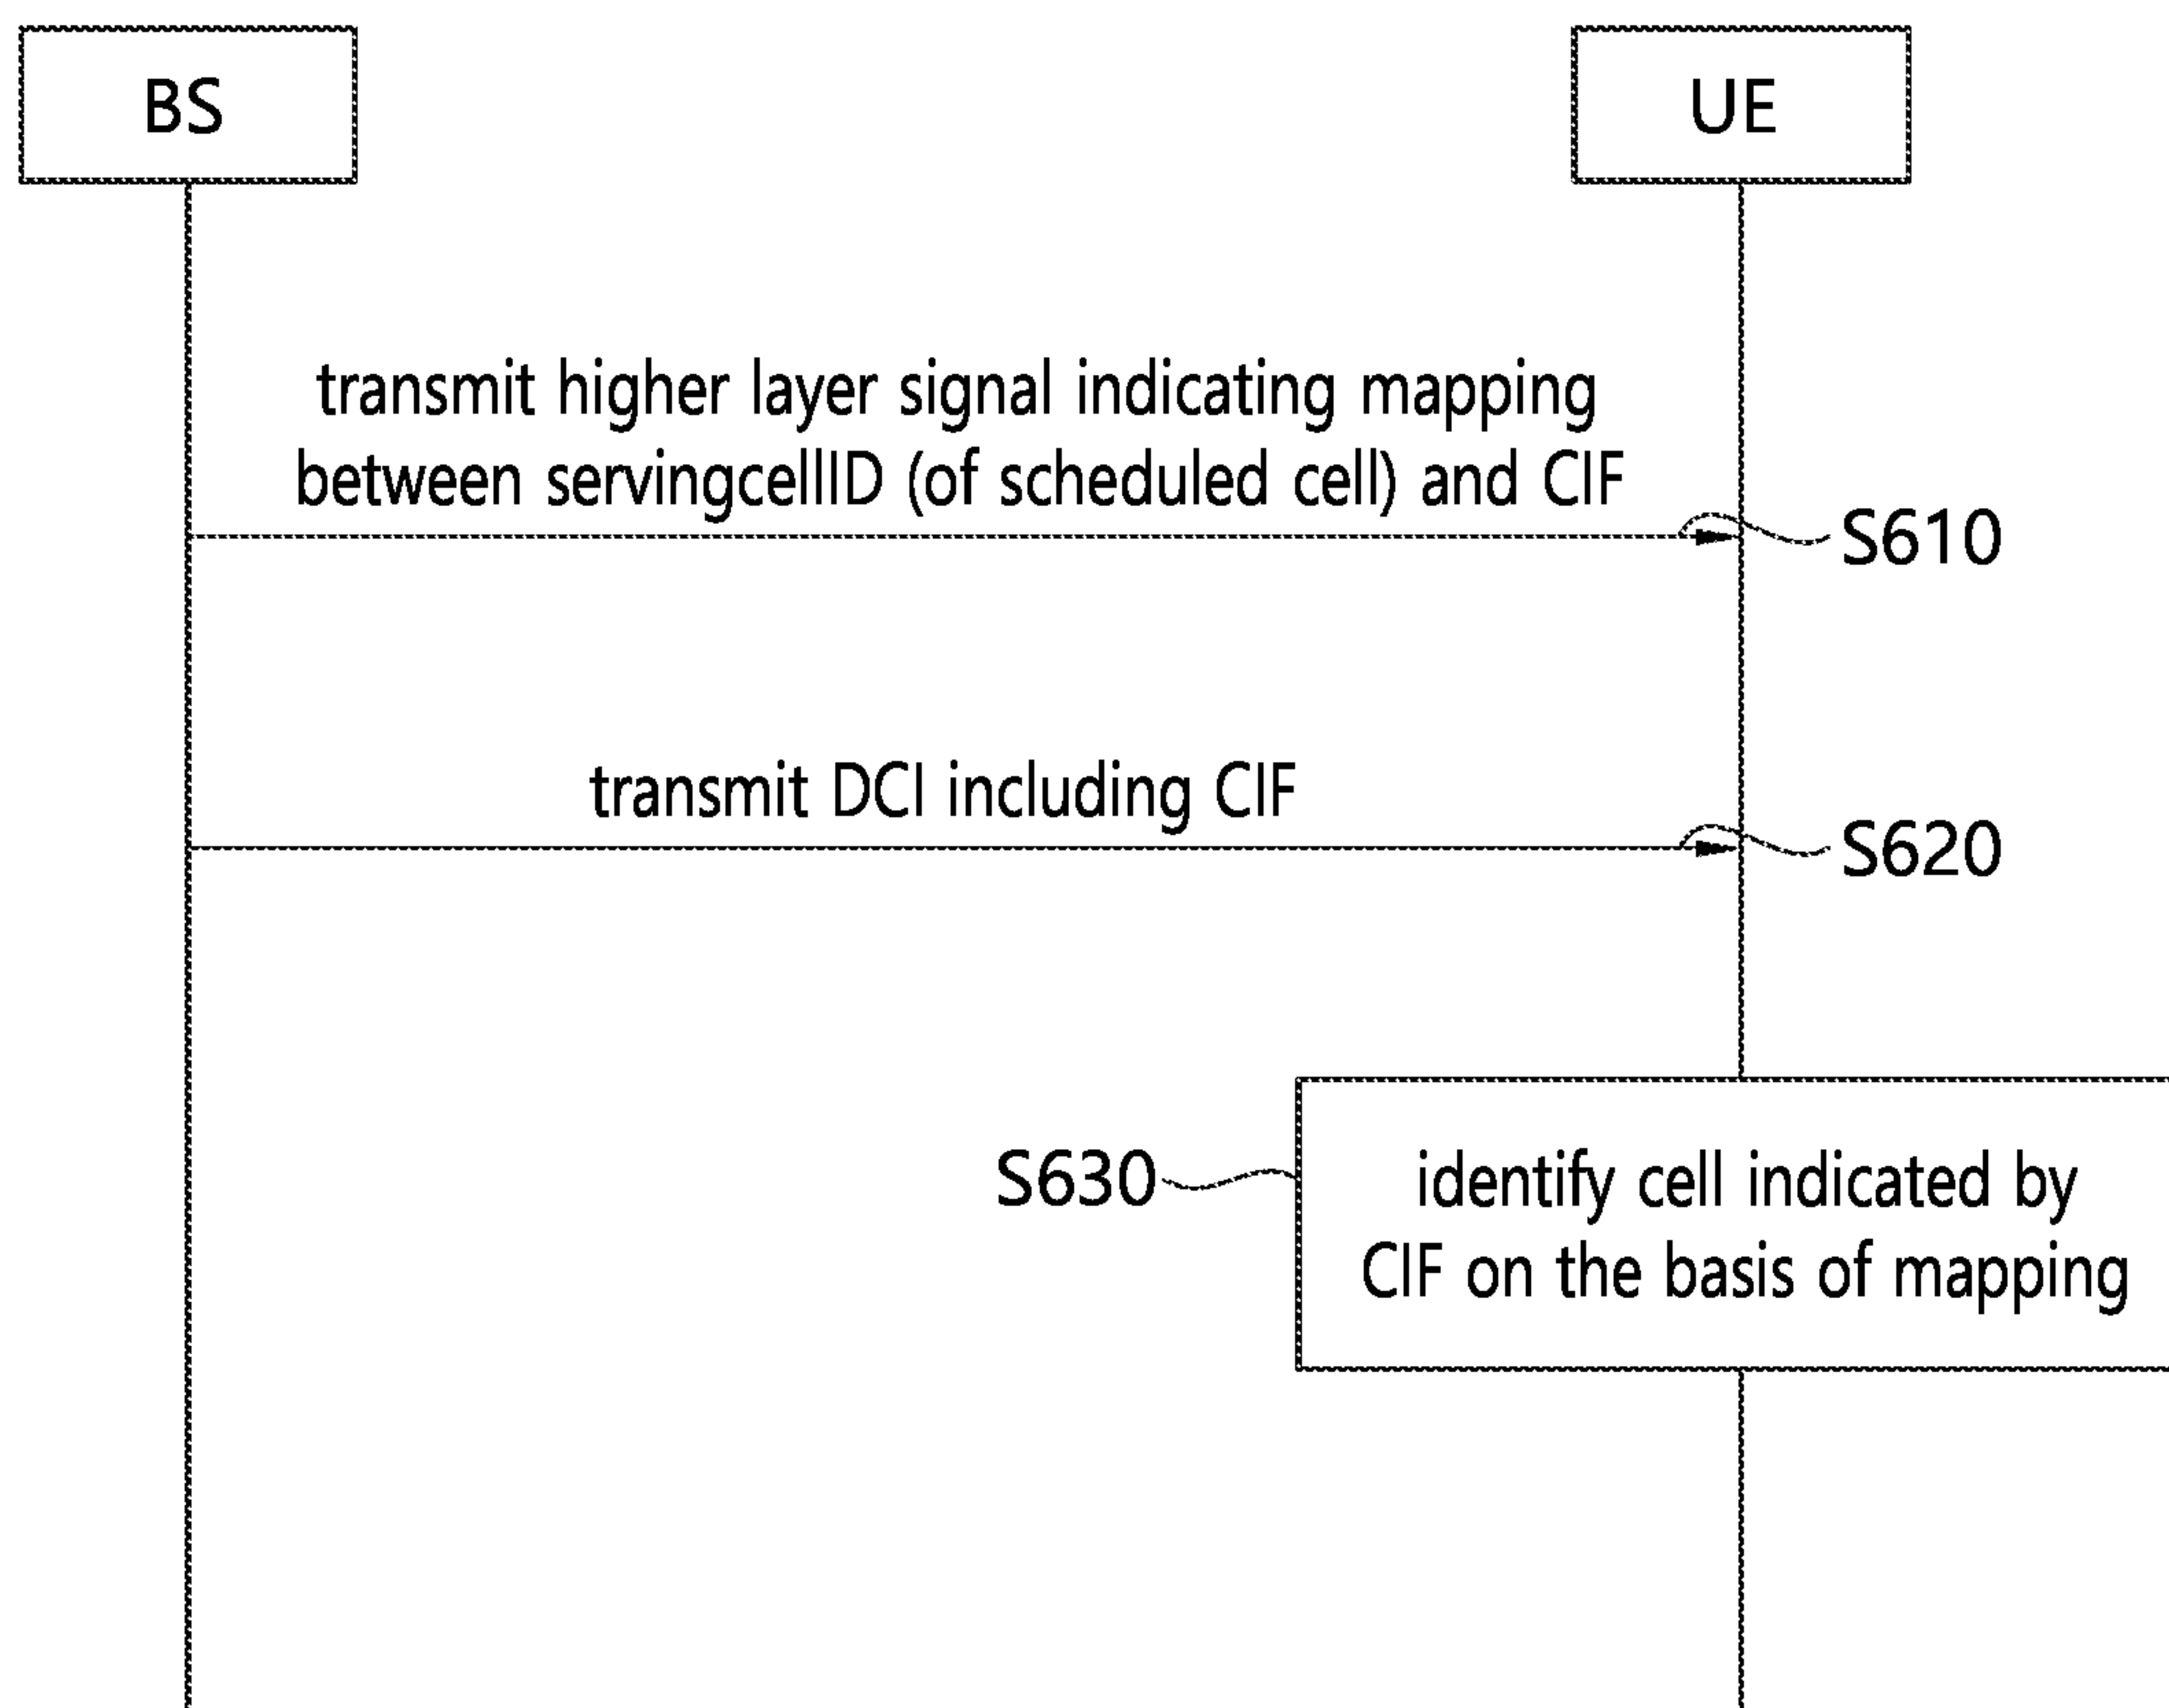 BS
UE
transmit higher layer signal indicating mapping
between servingcellID (of scheduled cell) and CIF
S610
transmit DCI including CIF
S620
S630
identify cell indicated by
CIF on the basis of mapping